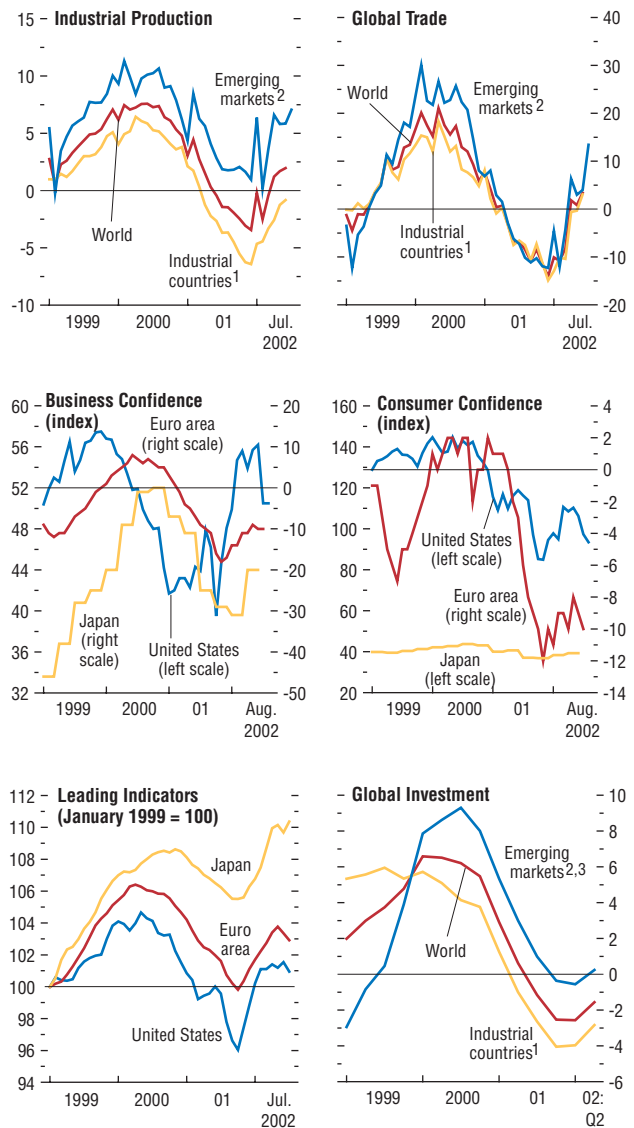 Industrial Production
15
10
5
0
-5
-10
Emerging
markets2
World
Industrial
countries1
1999
2000
01
Jul.
2002
Global Trade
40
30
20
10
0
-10
-20
World
Emerging
markets2
Industrial
countries1
1999
2000
01
Jul.
2002
Business Confidence
(index)
60
56
52
48
44
40
36
32
20
10
0
-10
-20
-30
-40
-50
Euro area
(right scale)
Japan
(right
scale)
United States
(left scale)
1999
2000
01
Aug.
2002
Consumer Confidence
(index)
160
140
120
100
80
60
40
20
4
2
0
-2
-4
-6
-8
-10
-12
-14
United States
(left scale)
Euro area
(right scale)
Japan
(left scale)
1999
2000
01
Aug.
2002
Leading Indicators
(January 1999 = 100)
112
110
108
106
104
102
100
98
96
94
Japan
Euro
area
United States
1999
2000
01
Jul.
2002
Global Investment
10
8
6
4
2
0
-2
-4
-6
Emerging
markets2,3
World
Industrial
countries1
1999
2000
01
02:
Q2